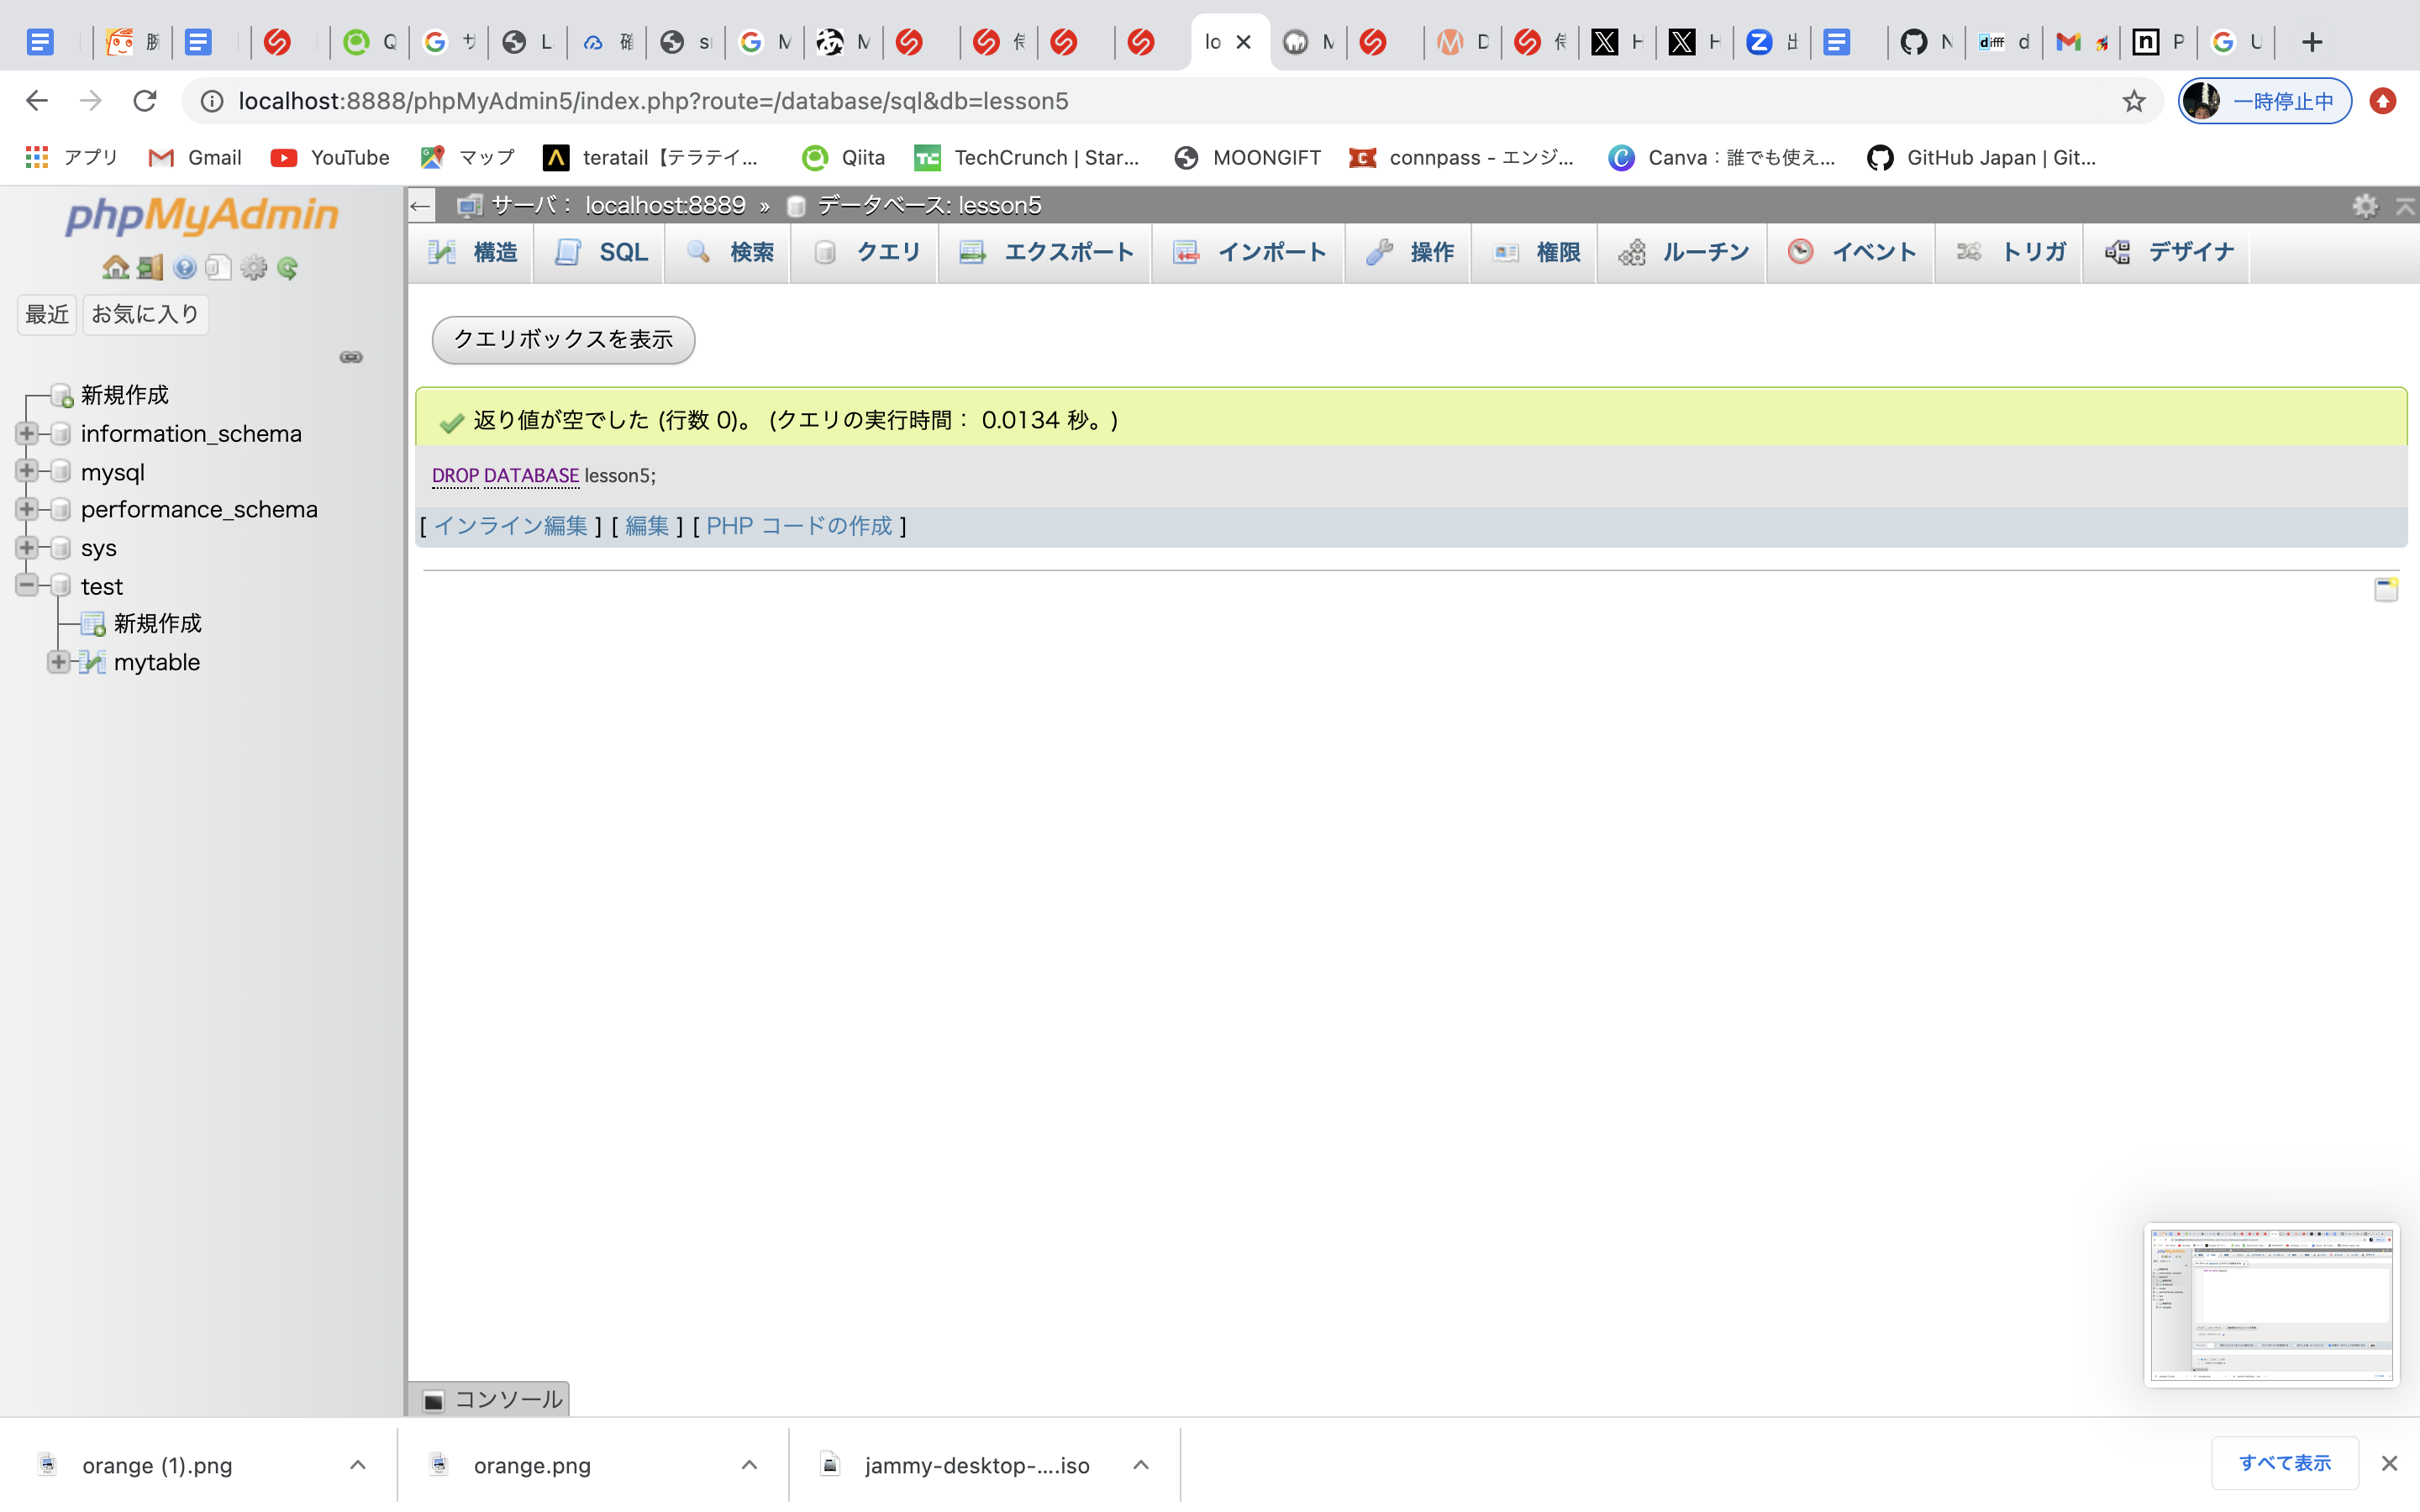 lo
localhost:8888/phpMyAdmin5/index.php?route=/database/sql&db=lesson5
一時停止中
アプリ
Gmail
YouTube
マップ
teratail【テラテイ...
Qiita
TechCrunch | Star...
MOONGIFT
connpass - エンジ...
Canva：誰でも使え...
GitHub Japan | Git...
phpMyAdmin
最近
お気に入り
新規作成
information_schema
mysql
performance_schema
sys
test
新規作成
mytable
サーバ： localhost:8889 » データベース: lesson5
構造
SQL
検索
クエリ
エクスポート
インポート
操作
権限
ルーチン
イベント
トリガ
デザイナ
クエリボックスを表示
返り値が空でした (行数 0)。 (クエリの実行時間： 0.0134 秒。)
DROP DATABASE lesson5;
[ インライン編集 ] [ 編集 ] [ PHP コードの作成 ]
コンソール
orange (1).png
orange.png
jammy-desktop-....iso
すべて表示